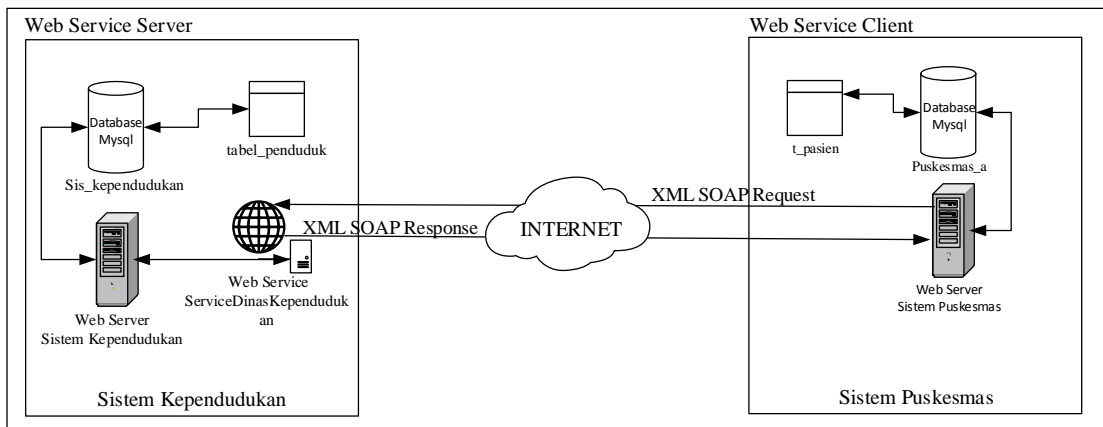 Web Service Server
Database
Mysql
Sis_kependudukan
tabel_penduduk
Web Server
Sistem Kependudukan
Web Service
ServiceDinasKependuduk
an
Sistem Kependudukan
XML SOAP Request
XML SOAP Response
INTERNET
Web Service Client
t_pasien
Database
Mysql
Puskesmas_a
Web Server
Sistem Puskesmas
Sistem Puskesmas